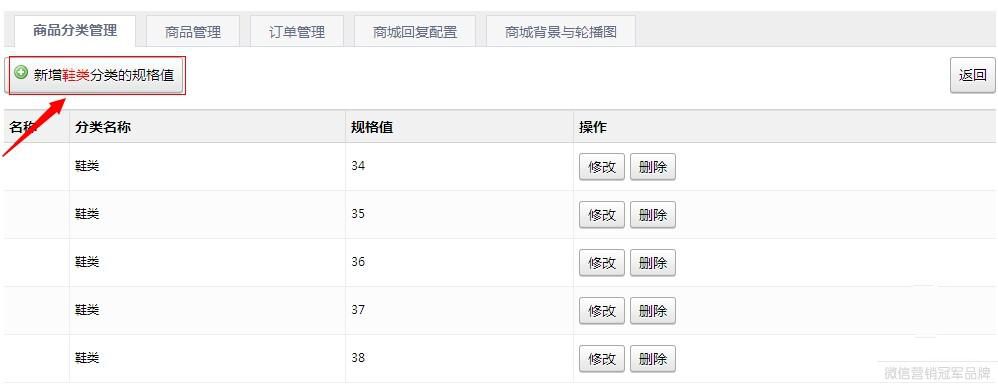 商品分类管理 商品管理 订单管理 商城回复配置 商城背景与轮播图
新增鞋类分类的规格值 返回
名称 分类名称 规格值 操作
鞋类 34 修改 删除
鞋类 35 修改 删除
鞋类 36 修改 删除
鞋类 37 修改 删除
鞋类 38 修改 删除
微信营销冠军品牌